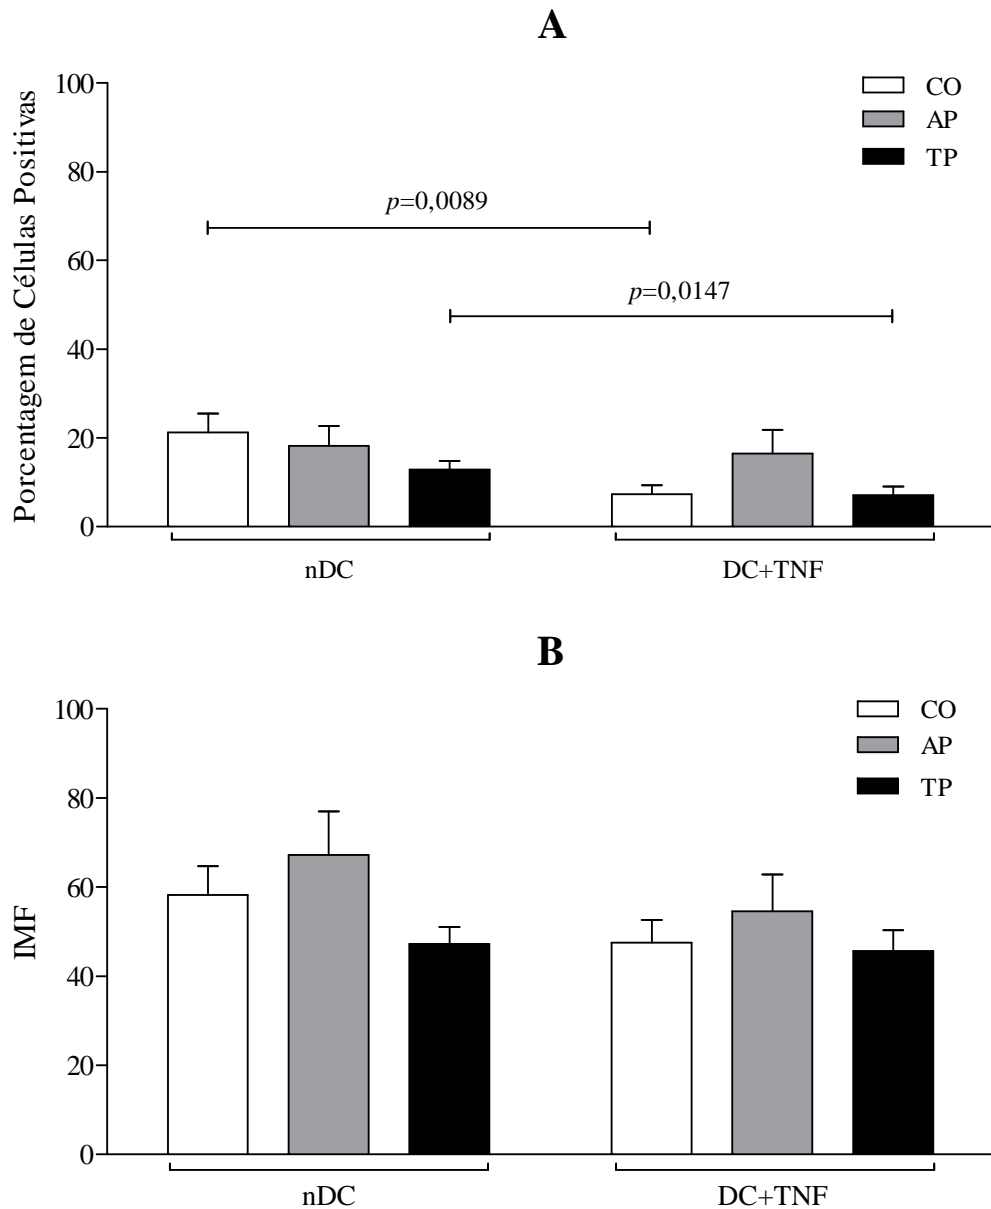 A
Porcentagem de Células Positivas
100
80
60
40
20
0
CO
AP
TP
p=0,0089
p=0,0147
nDC
DC+TNF
B
IMF
100
80
60
40
20
0
CO
AP
TP
nDC
DC+TNF